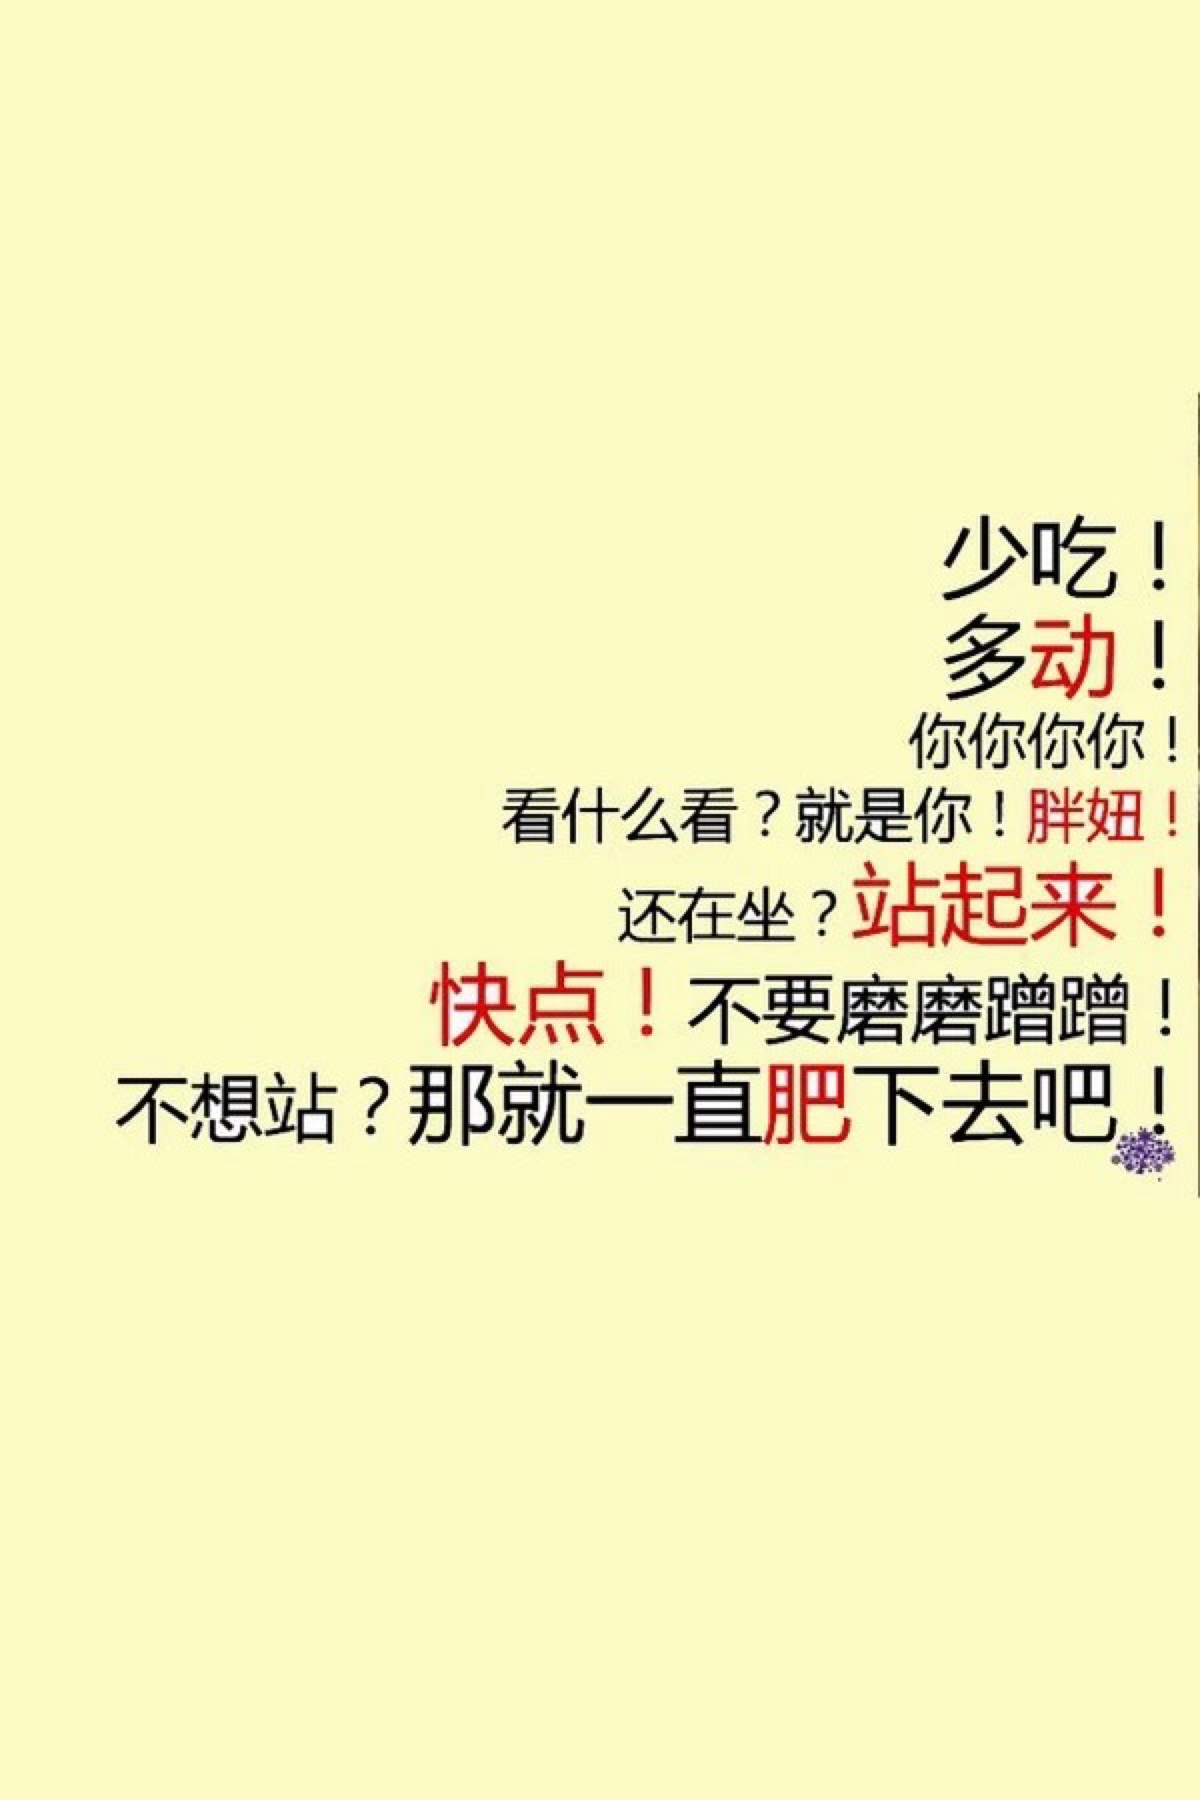 少吃！
多动！
你你你你！
看什么看？就是你！胖妞！
还在坐？站起来！
快点！不要磨磨蹭蹭！
不想站？那就一直肥下去吧！